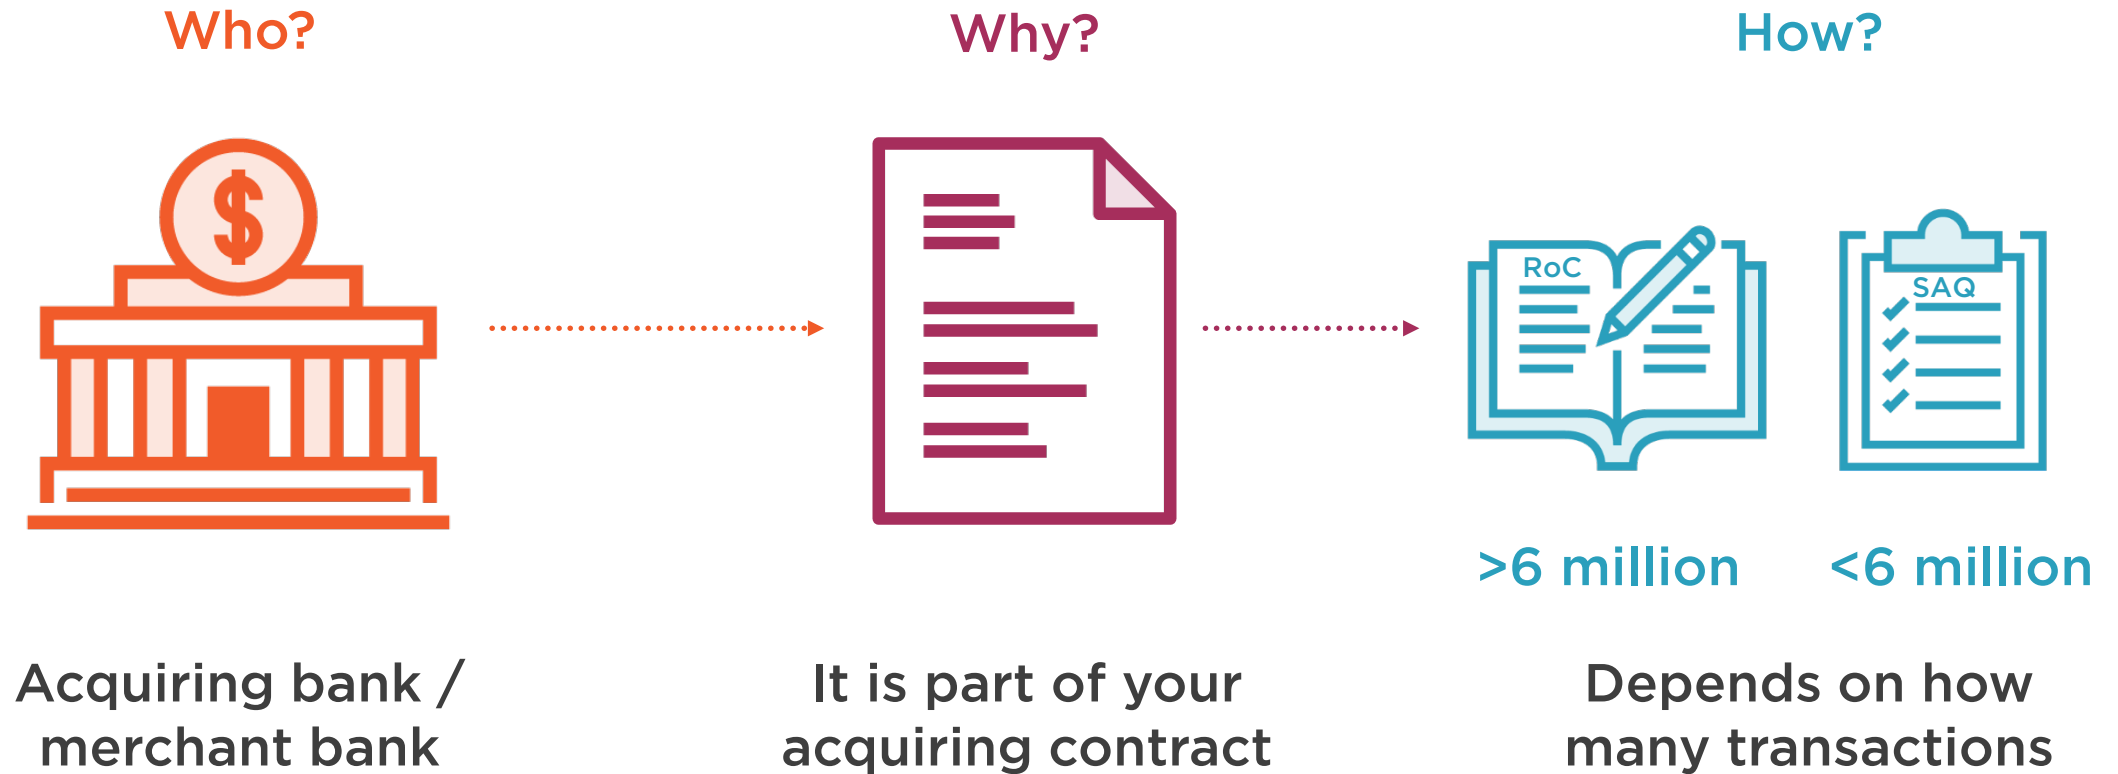 Who?
Why?
How?
RoC
SAQ
>6 million
<6 million
Acquiring bank /
merchant bank
It is part of your
acquiring contract
Depends on how
many transactions